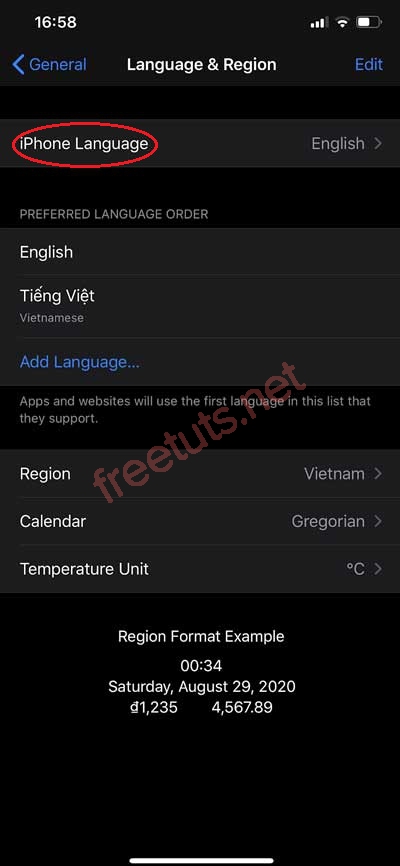 16:58
General Language & Region Edit
iPhone Language English
PREFERRED LANGUAGE ORDER
English
Tiếng Việt
Vietnamese
Add Language...
Apps and websites will use the first language in this list that
they support.
freetuts.net
Region Vietnam
Calendar Gregorian
Temperature Unit °C
Region Format Example
00:34
Saturday, August 29, 2020
₫1,235 4,567.89